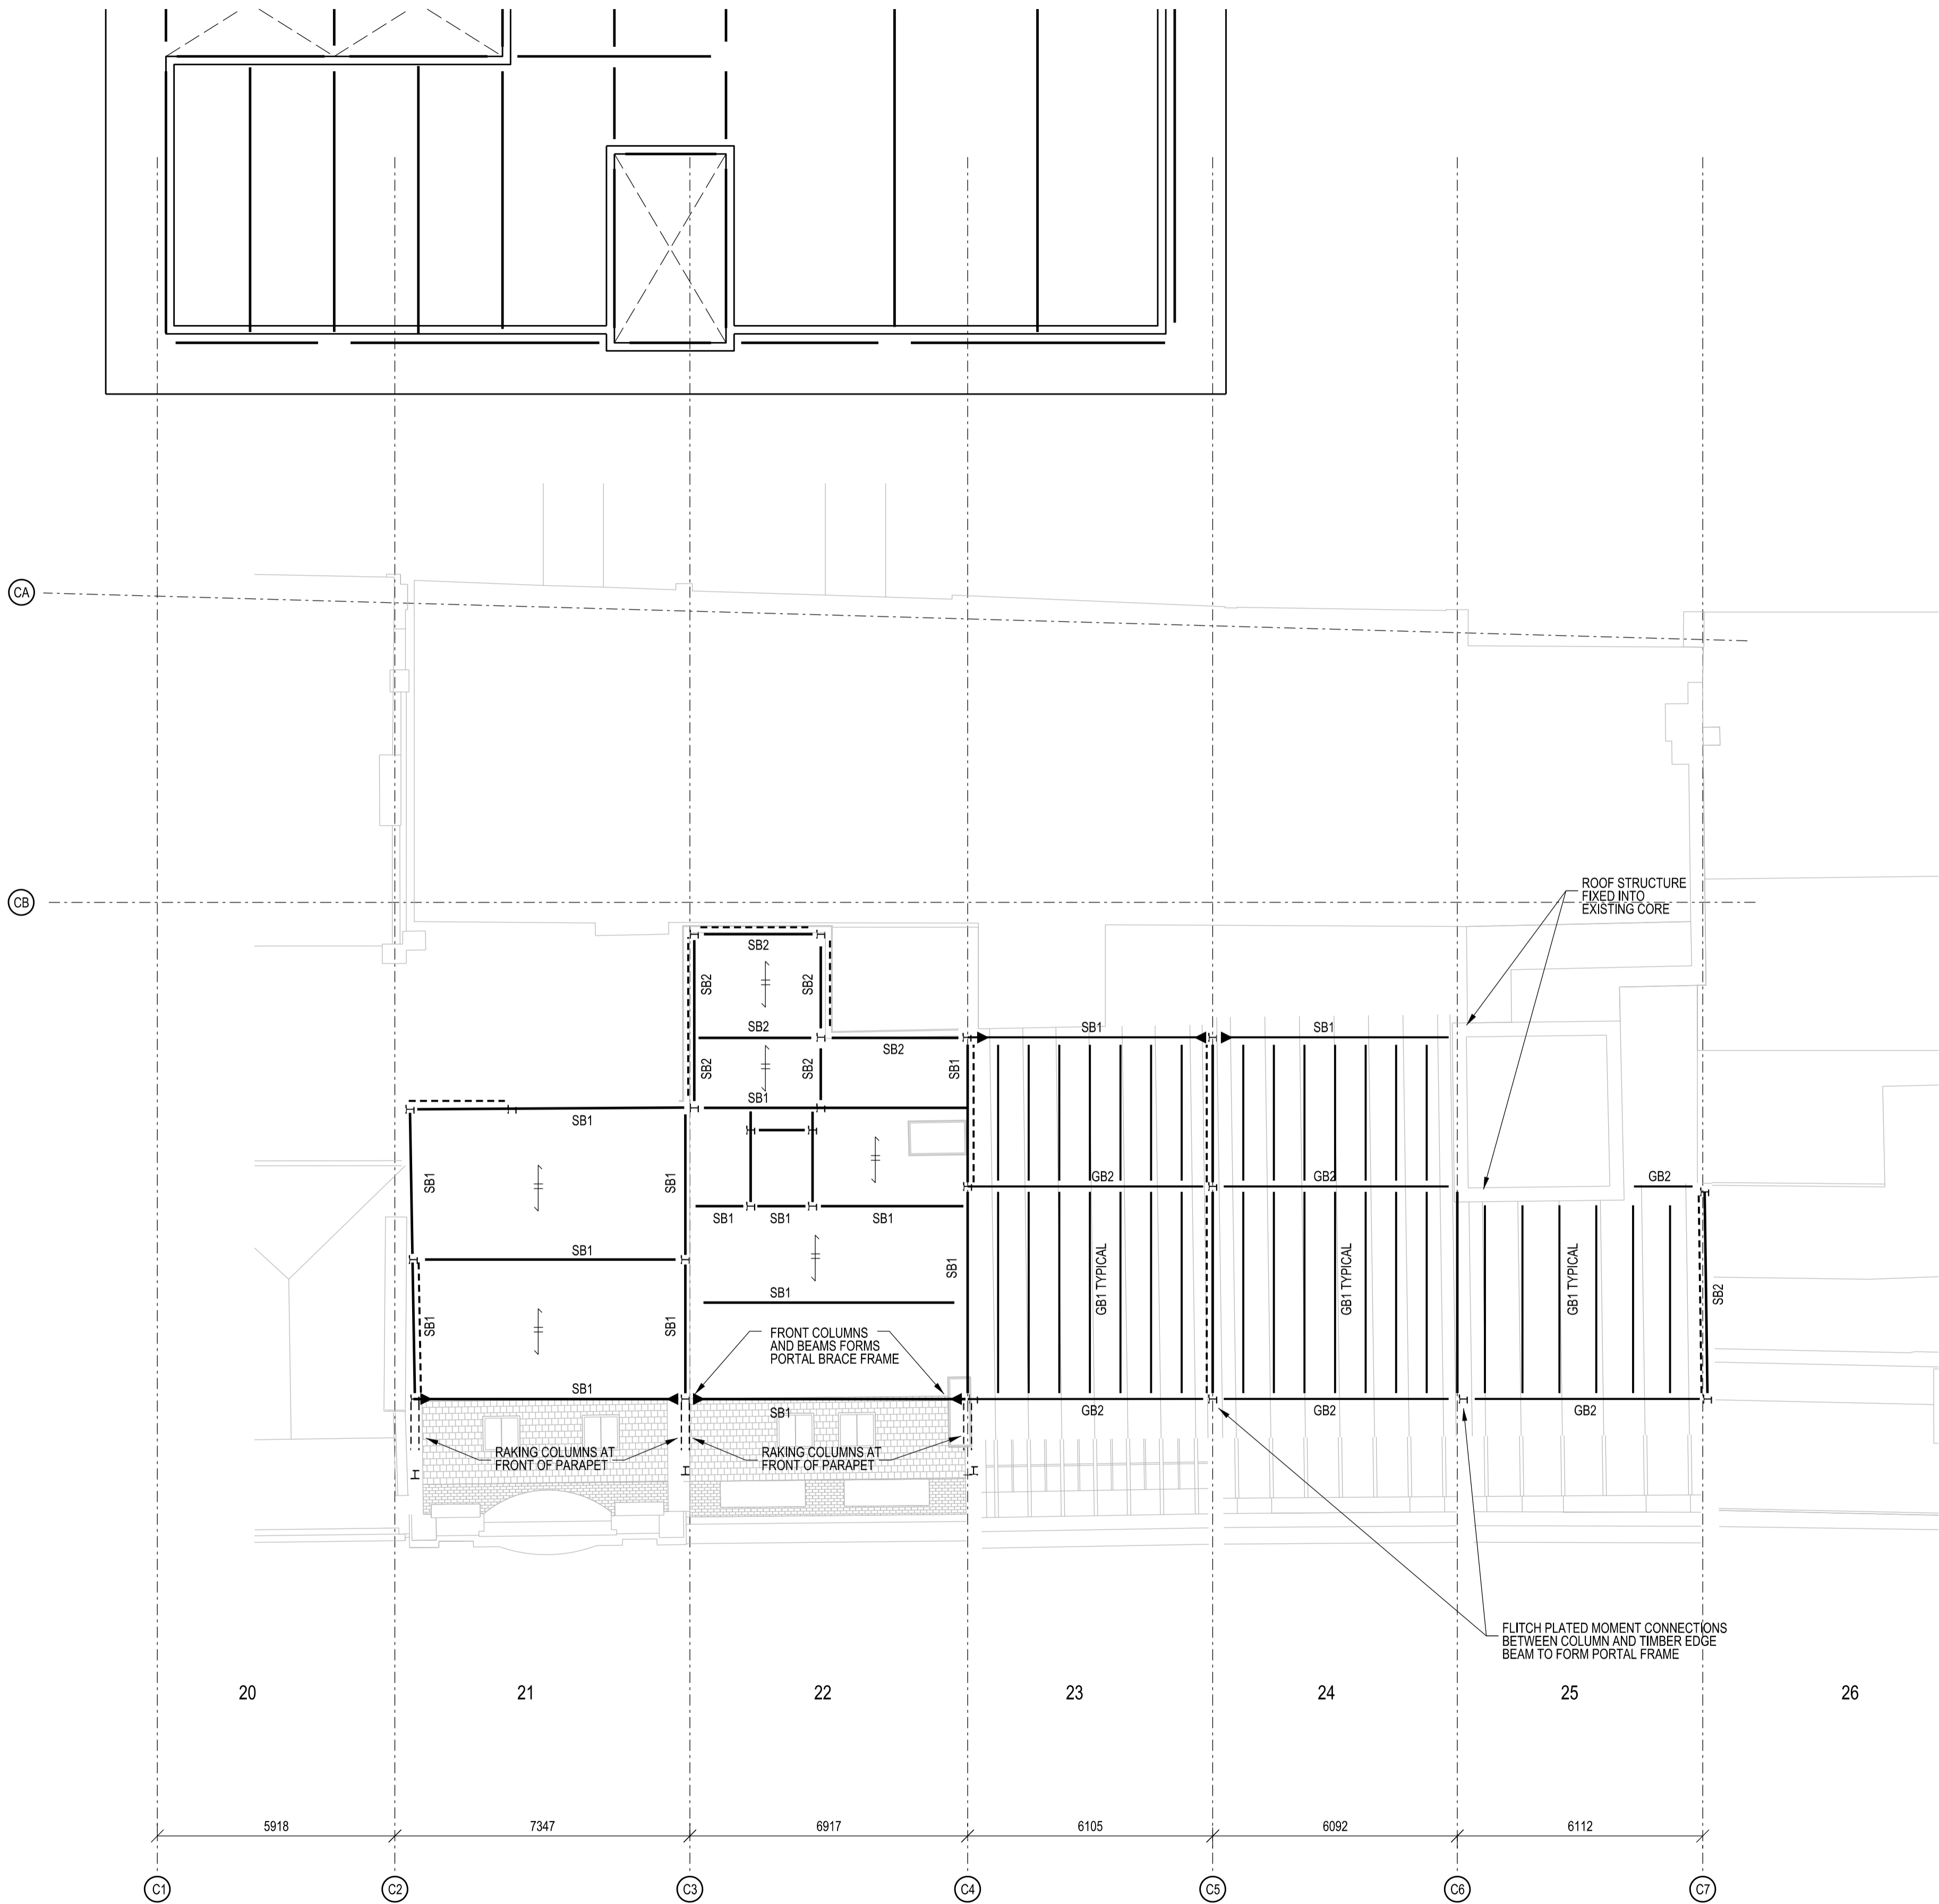 CA
CB
ROOF STRUCTURE
FIXED INTO
EXISTING CORE
SB2
SB2
SB2
SB2
SB2
SB2
SB2
SB1
SB1
SB1
SB1
SB1
SB1
SB1
SB1
GB2
GB2
GB2
SB1
SB1
SB1
SB1
SB1
SB1
GB1 TYPICAL
GB1 TYPICAL
GB1 TYPICAL
SB2
SB1
SB1
SB1
FRONT COLUMNS
AND BEAMS FORMS
PORTAL BRACE FRAME
SB1
SB1
GB2
GB2
GB2
RAKING COLUMNS AT
FRONT OF PARAPET
RAKING COLUMNS AT
FRONT OF PARAPET
FLITCH PLATED MOMENT CONNECTIONS
BETWEEN COLUMN AND TIMBER EDGE
BEAM TO FORM PORTAL FRAME
20
21
22
23
24
25
26
5918
7347
6917
6105
6092
6112
C1
C2
C3
C4
C5
C6
C7